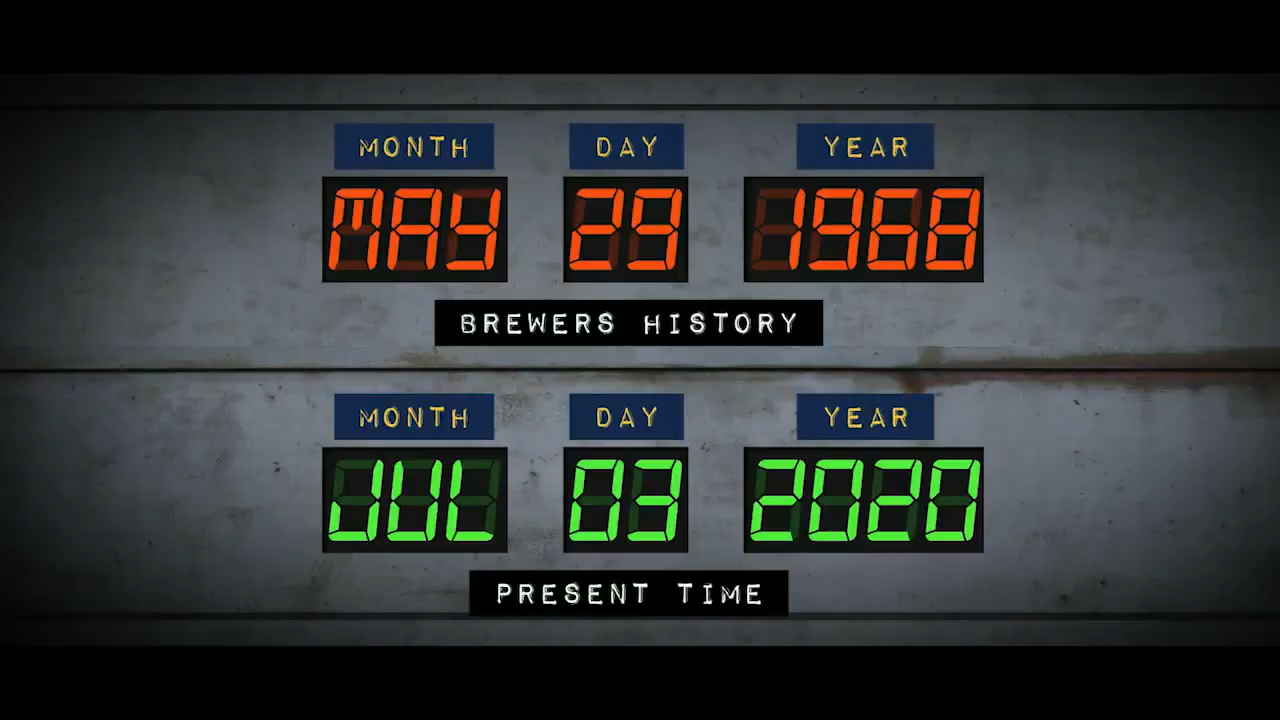 MONTH DAY YEAR
MAY 29 1968
BREWERS HISTORY
MONTH DAY YEAR
JUL 03 2020
PRESENT TIME